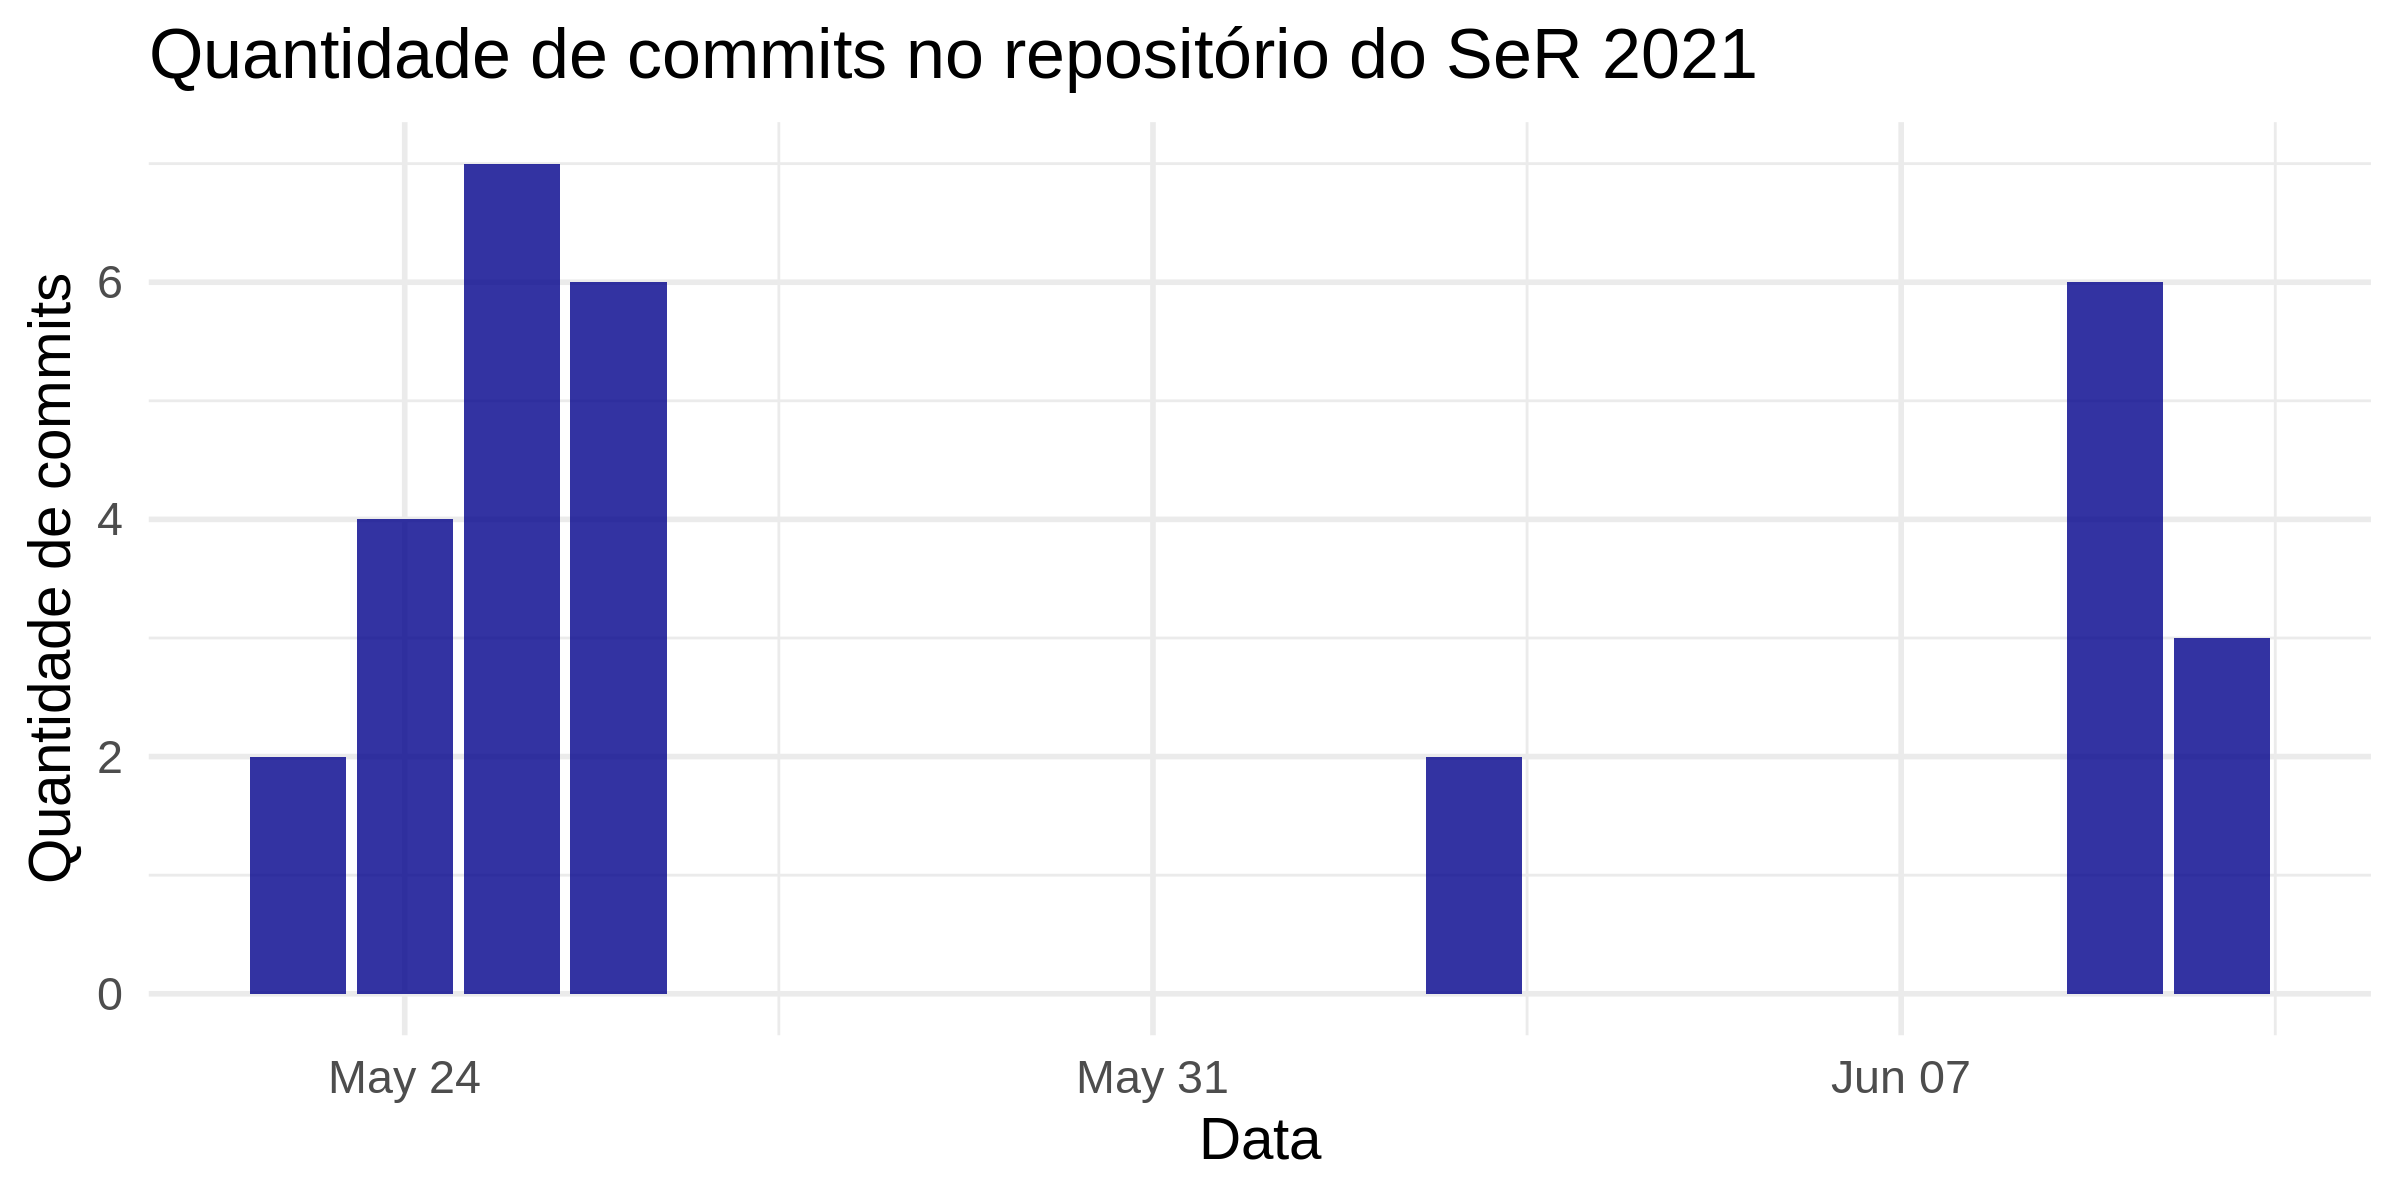 Quantidade de commits no repositório do SeR 2021
Quantidade de commits
6
4
2
0
May 24 May 31 Jun 07
Data